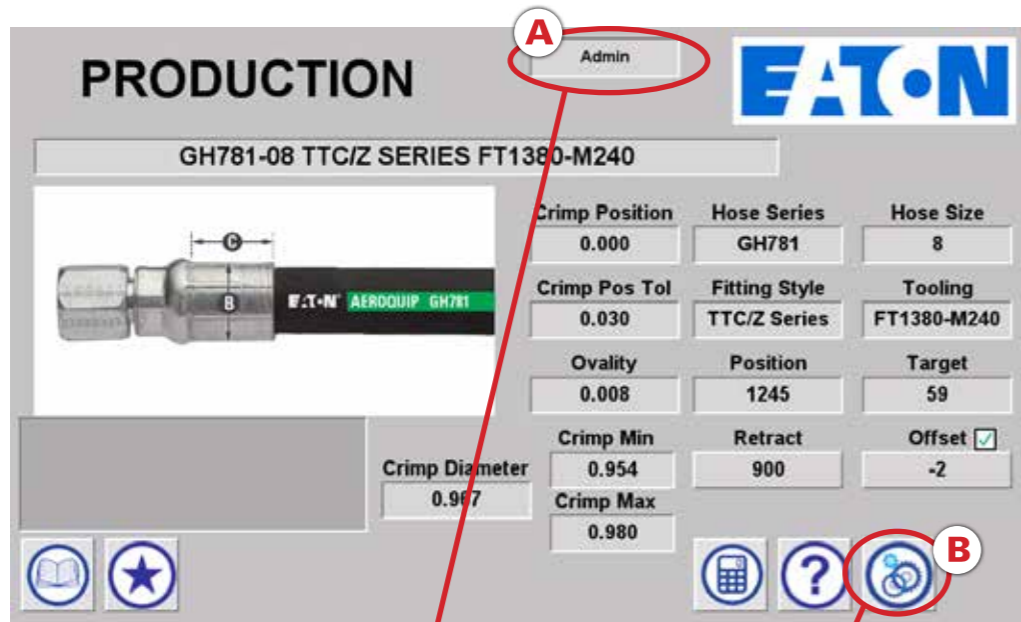 A
PRODUCTION
Admin
EATON
GH781-08 TTC/Z SERIES FT1380-M240
Crimp Position
Hose Series
Hose Size
0.000
GH781
8
C
B
EATON AEROQUIP GH781
Crimp Pos Tol
Fitting Style
Tooling
0.030
TTC/Z Series
FT1380-M240
Ovality
Position
Target
0.008
1245
59
Crimp Min
Retract
Offset
Crimp Diameter
0.954
900
-2
0.967
Crimp Max
0.980
?
B